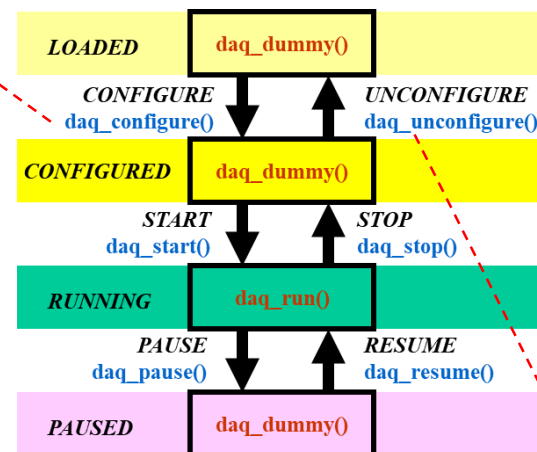 LOADED daq_dummy()
CONFIGURE UNCONFIGURE
daq_configure() daq_unconfigure()
CONFIGURED daq_dummy()
START STOP
daq_start() daq_stop()
RUNNING daq_run()
PAUSE RESUME
daq_pause() daq_resume()
PAUSED daq_dummy()